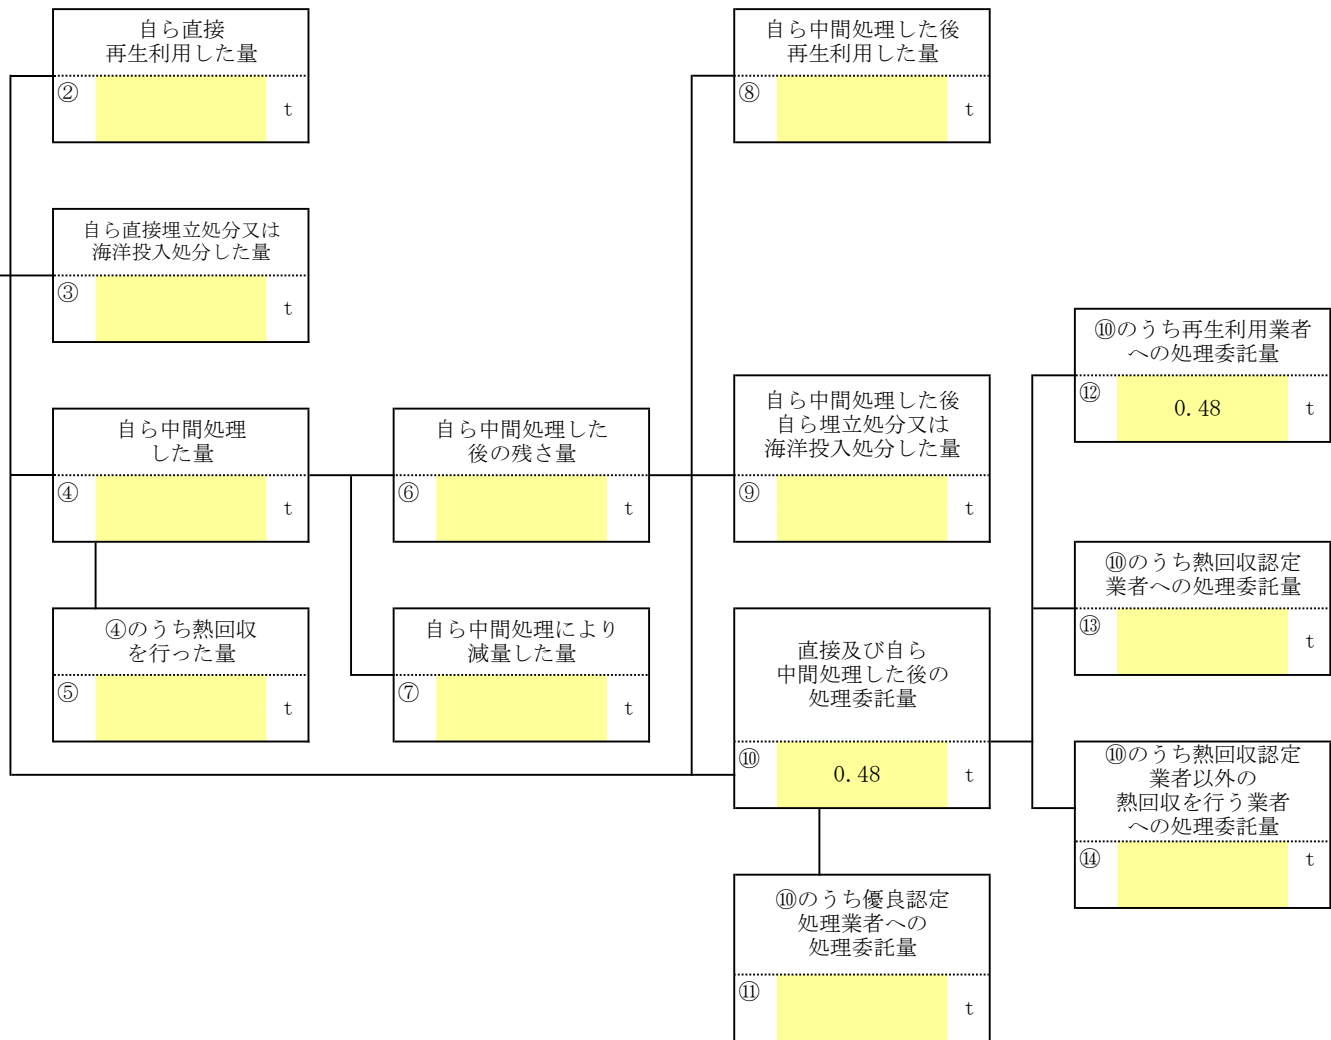 自ら直接
再生利用した量
②
t
自ら中間処理した後
再生利用した量
⑧
t
自ら直接埋立処分又は
海洋投入処分した量
③
t
⑩のうち再生利用業者
への処理委託量
⑫
0.48
t
自ら中間処理
した量
④
t
自ら中間処理した
後の残さ量
⑥
t
自ら中間処理した後
自ら埋立処分又は
海洋投入処分した量
⑨
t
⑩のうち熱回収認定
業者への処理委託量
⑬
t
④のうち熱回収
を行った量
⑤
t
自ら中間処理により
減量した量
⑦
t
直接及び自ら
中間処理した後の
処理委託量
⑩
0.48
t
⑩のうち熱回収認定
業者以外の
熱回収を行う業者
への処理委託量
⑭
t
⑩のうち優良認定
処理業者への
処理委託量
⑪
t